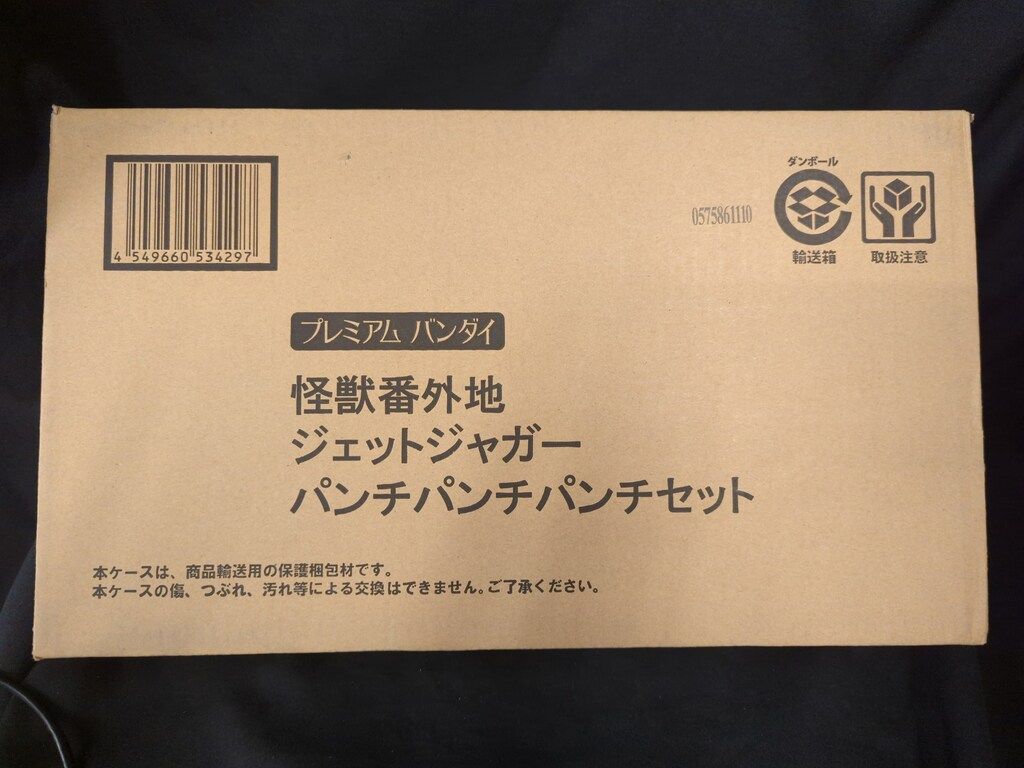 4 549660 534297
0575861110
ダンボール
輸送箱
取扱注意
プレミアム バンダイ
怪獣番外地
ジェットジャガー
パンチパンチパンチセット
本ケースは、商品輸送用の保護梱包材です。
本ケースの傷、つぶれ、汚れ等による交換はできません。ご了承ください。